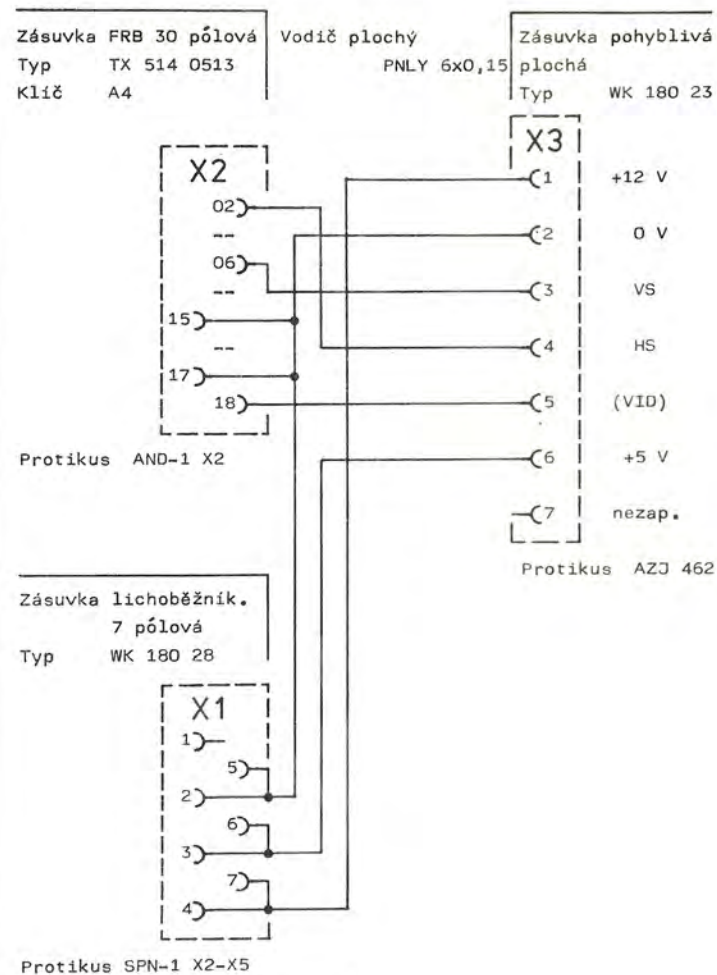 Zásuvka FRB 30 pólová
Typ TX 514 0513
Klíč A4
Vodič plochý
PNLY 6x0,15
Zásuvka pohyblivá
plochá
Typ WK 180 23
X2
02
--
06
--
15
--
17
18
Protikus AND-1 X2
X3
1 +12 V
2 0 V
3 VS
4 HS
5 (VID)
6 +5 V
7 nezap.
Protikus AZJ 462
Zásuvka lichoběžník.
7 pólová
Typ WK 180 28
X1
1
5
2
6
3
7
4
Protikus SPN-1 X2-X5